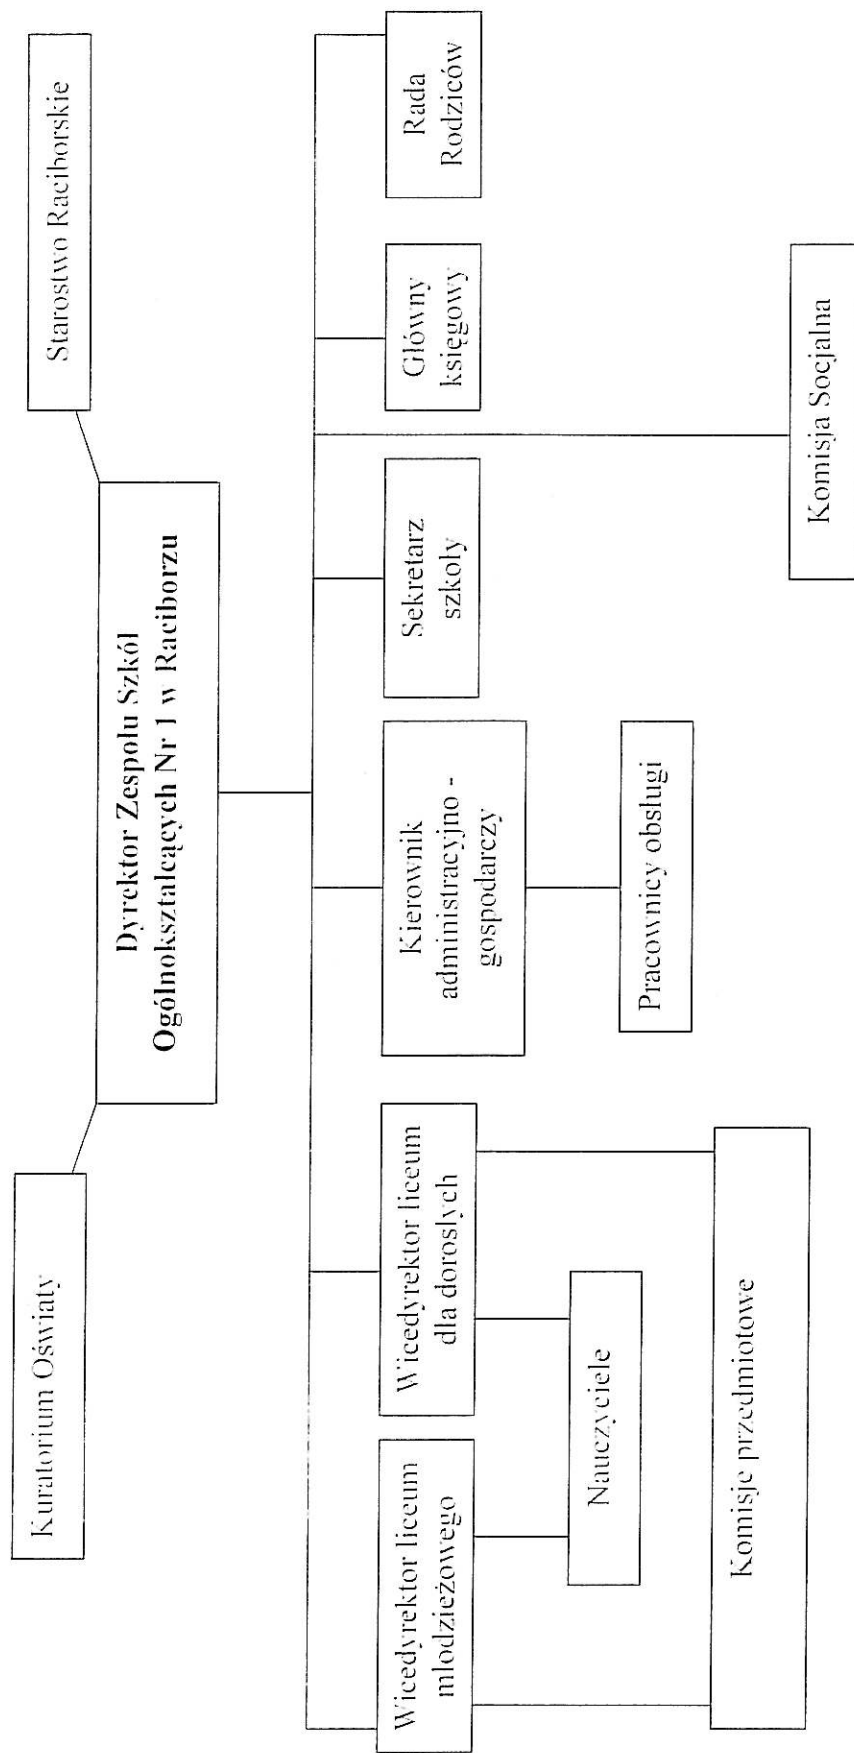 Kuratorium Oświaty
Starostwo Raciborskie
Dyrektor Zespołu Szkół
Ogólnokształcących Nr 1 w Raciborzu
Wicedyrektor liceum
młodzieżowego
Wicedyrektor liceum
dla dorosłych
Kierownik
administracyjno -
gospodarczy
Sekretarz
szkoły
Główny
księgowy
Rada
Rodziców
Nauczyciele
Pracownicy obsługi
Komisje przedmiotowe
Komisja Socjalna